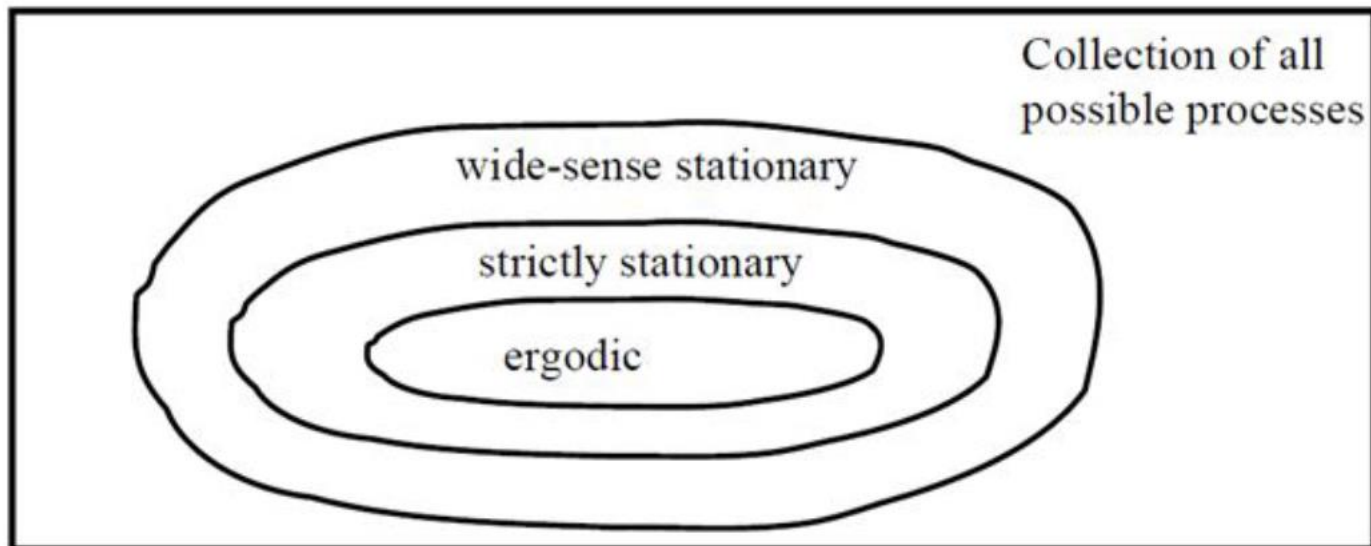 Collection of all
possible processes
wide-sense stationary
strictly stationary
ergodic